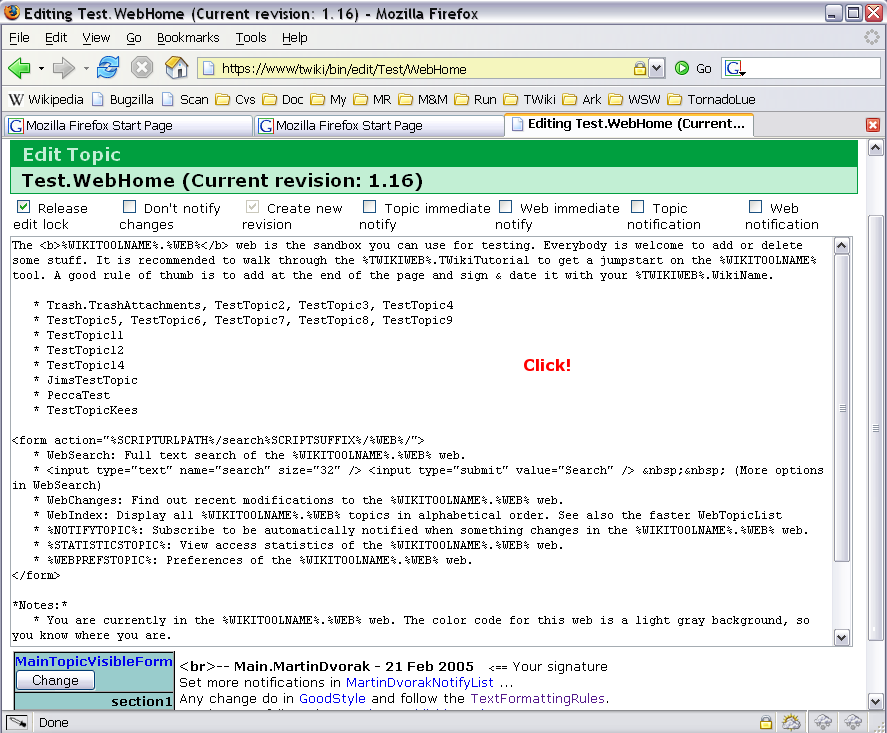 Editing Test.WebHome (Current revision: 1.16) - Mozilla Firefox
File Edit View Go Bookmarks Tools Help
https://www/twiki/bin/edit/Test/WebHome Go G
W Wikipedia Bugzilla Scan Cvs Doc My MR M&M Run TWiki Ark WSW TornadoLue
G Mozilla Firefox Start Page G Mozilla Firefox Start Page Editing Test.WebHome (Current...
Edit Topic
Test.WebHome (Current revision: 1.16)
Release edit lock Don't notify changes Create new revision Topic immediate notify Web immediate notify Topic notification Web notification
The <b>%WIKITOOLNAME%.%WEB%</b> web is the sandbox you can use for testing. Everybody is welcome to add or delete
some stuff. It is recommended to walk through the %TWIKIWEB%.TWikiTutorial to get a jumpstart on the %WIKITOOLNAME%
tool. A good rule of thumb is to add at the end of the page and sign & date it with your %TWIKIWEB%.WikiName.
* Trash.TrashAttachments, TestTopic2, TestTopic3, TestTopic4
* TestTopic5, TestTopic6, TestTopic7, TestTopic8, TestTopic9
* TestTopic11
* TestTopic12
* TestTopic14
Click!
* JimsTestTopic
* PeccaTest
* TestTopicKees
<form action="%SCRIPTURLPATH%/search%SCRIPTSUFFIX%/%WEB%/">
* WebSearch: Full text search of the %WIKITOOLNAME%.%WEB% web.
* <input type="text" name="search" size="32" /> <input type="submit" value="Search" /> &nbsp;&nbsp; (More options
in WebSearch)
* WebChanges: Find out recent modifications to the %WIKITOOLNAME%.%WEB% web.
* WebIndex: Display all %WIKITOOLNAME%.%WEB% topics in alphabetical order. See also the faster WebTopicList
* %NOTIFYTOPIC%: Subscribe to be automatically notified when something changes in the %WIKITOOLNAME%.%WEB% web.
* %STATISTICSTOPIC%: View access statistics of the %WIKITOOLNAME%.%WEB% web.
* %WEBPREFSTOPIC%: Preferences of the %WIKITOOLNAME%.%WEB% web.
</form>
*Notes:*
* You are currently in the %WIKITOOLNAME%.%WEB% web. The color code for this web is a light gray background, so
you know where you are.
MainTopicVisibleForm
Change
section1
<br>-- Main.MartinDvorak - 21 Feb 2005 <== Your signature
Set more notifications in MartinDvorakNotifyList ...
Any change do in GoodStyle and follow the TextFormattingRules.
Done